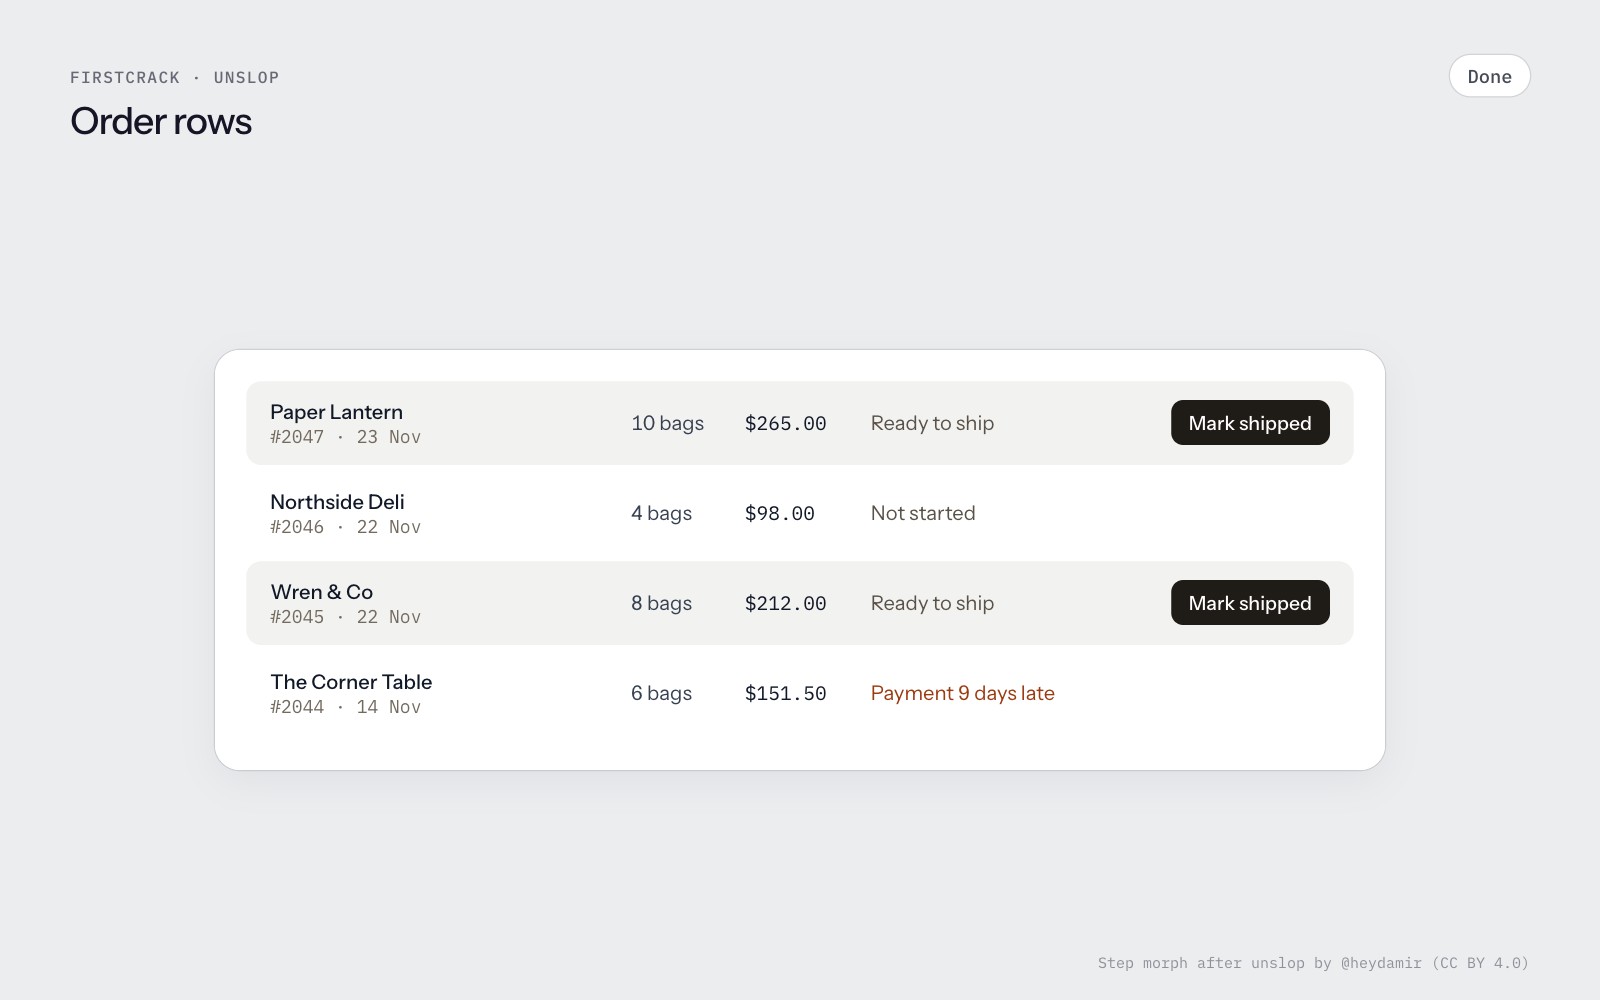 FIRSTCRACK · UNSLOP
Done
Order rows
Paper Lantern
#2047 · 23 Nov
10 bags
$265.00
Ready to ship
Mark shipped
Northside Deli
#2046 · 22 Nov
4 bags
$98.00
Not started
Wren & Co
#2045 · 22 Nov
8 bags
$212.00
Ready to ship
Mark shipped
The Corner Table
#2044 · 14 Nov
6 bags
$151.50
Payment 9 days late
Step morph after unslop by @heydamir (CC BY 4.0)